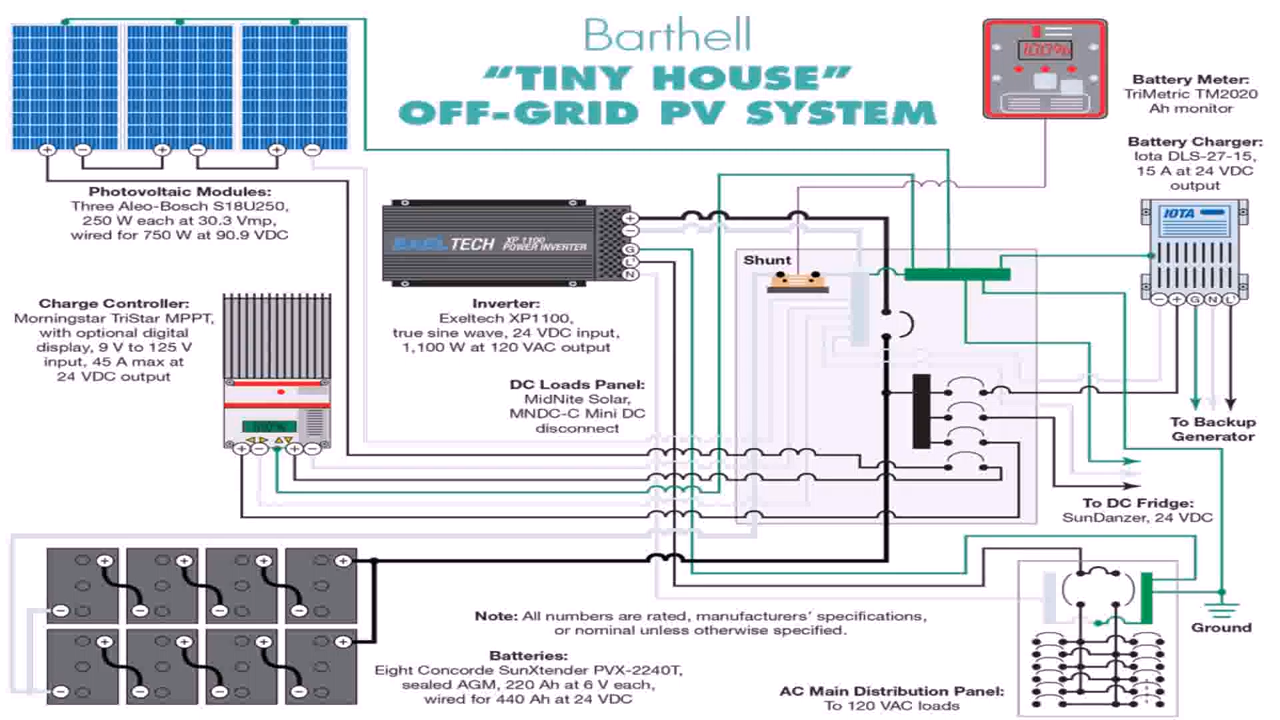 Barthell
“TINY HOUSE”
OFF-GRID PV SYSTEM
100%
Battery Meter:
TriMetric TM2020
Ah monitor
Battery Charger:
Iota DLS-27-15,
15 A at 24 VDC
output
IOTA
Photovoltaic Modules:
Three Aleo-Bosch S18U250,
250 W each at 30.3 Vmp,
wired for 750 W at 90.9 VDC
EXELTECH XP 1100
POWER INVERTER
+
−
G
L
N
Shunt
Charge Controller:
Morningstar TriStar MPPT,
with optional digital
display, 9 V to 125 V
input, 45 A max at
24 VDC output
Inverter:
Exeltech XP1100,
true sine wave, 24 VDC input,
1,100 W at 120 VAC output
− + G N L
DC Loads Panel:
MidNite Solar,
MNDC-C Mini DC
disconnect
To Backup
Generator
To DC Fridge:
SunDanzer, 24 VDC
Note: All numbers are rated, manufacturers´ specifications,
or nominal unless otherwise specified.
Ground
Batteries:
Eight Concorde SunXtender PVX-2240T,
sealed AGM, 220 Ah at 6 V each,
wired for 440 Ah at 24 VDC
AC Main Distribution Panel:
To 120 VAC loads